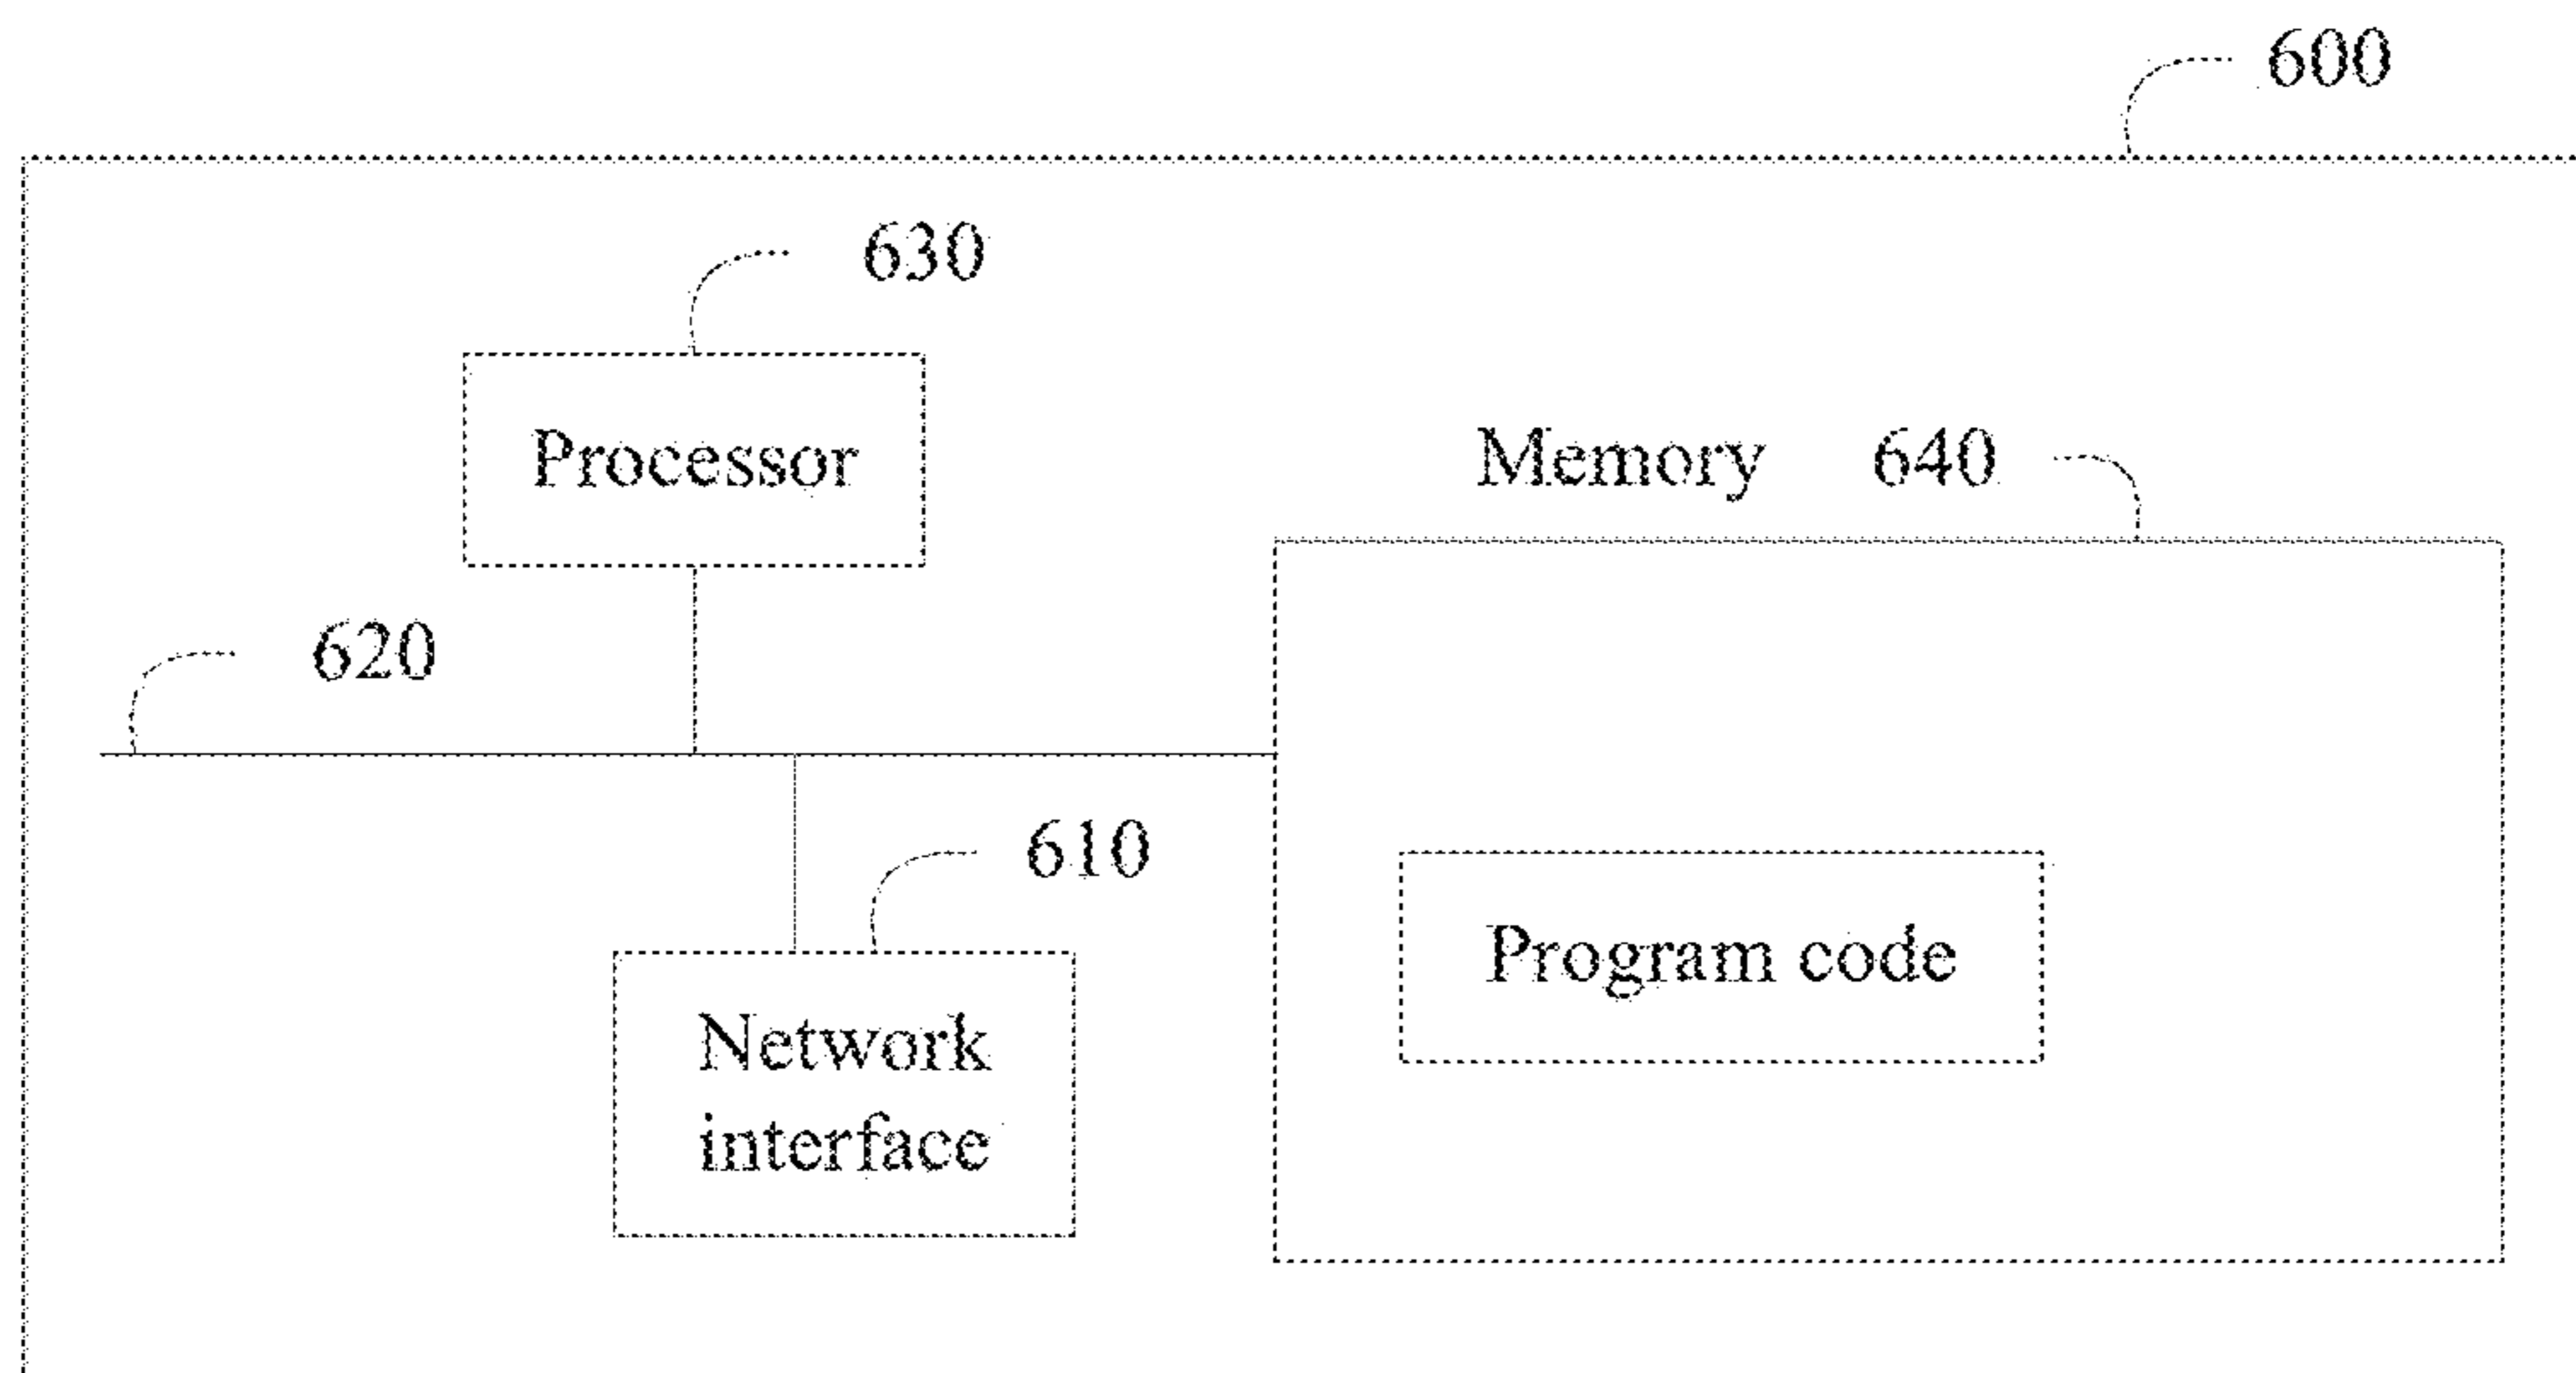 600
630
Processor
Memory 640
620
610
Program code
Network
interface